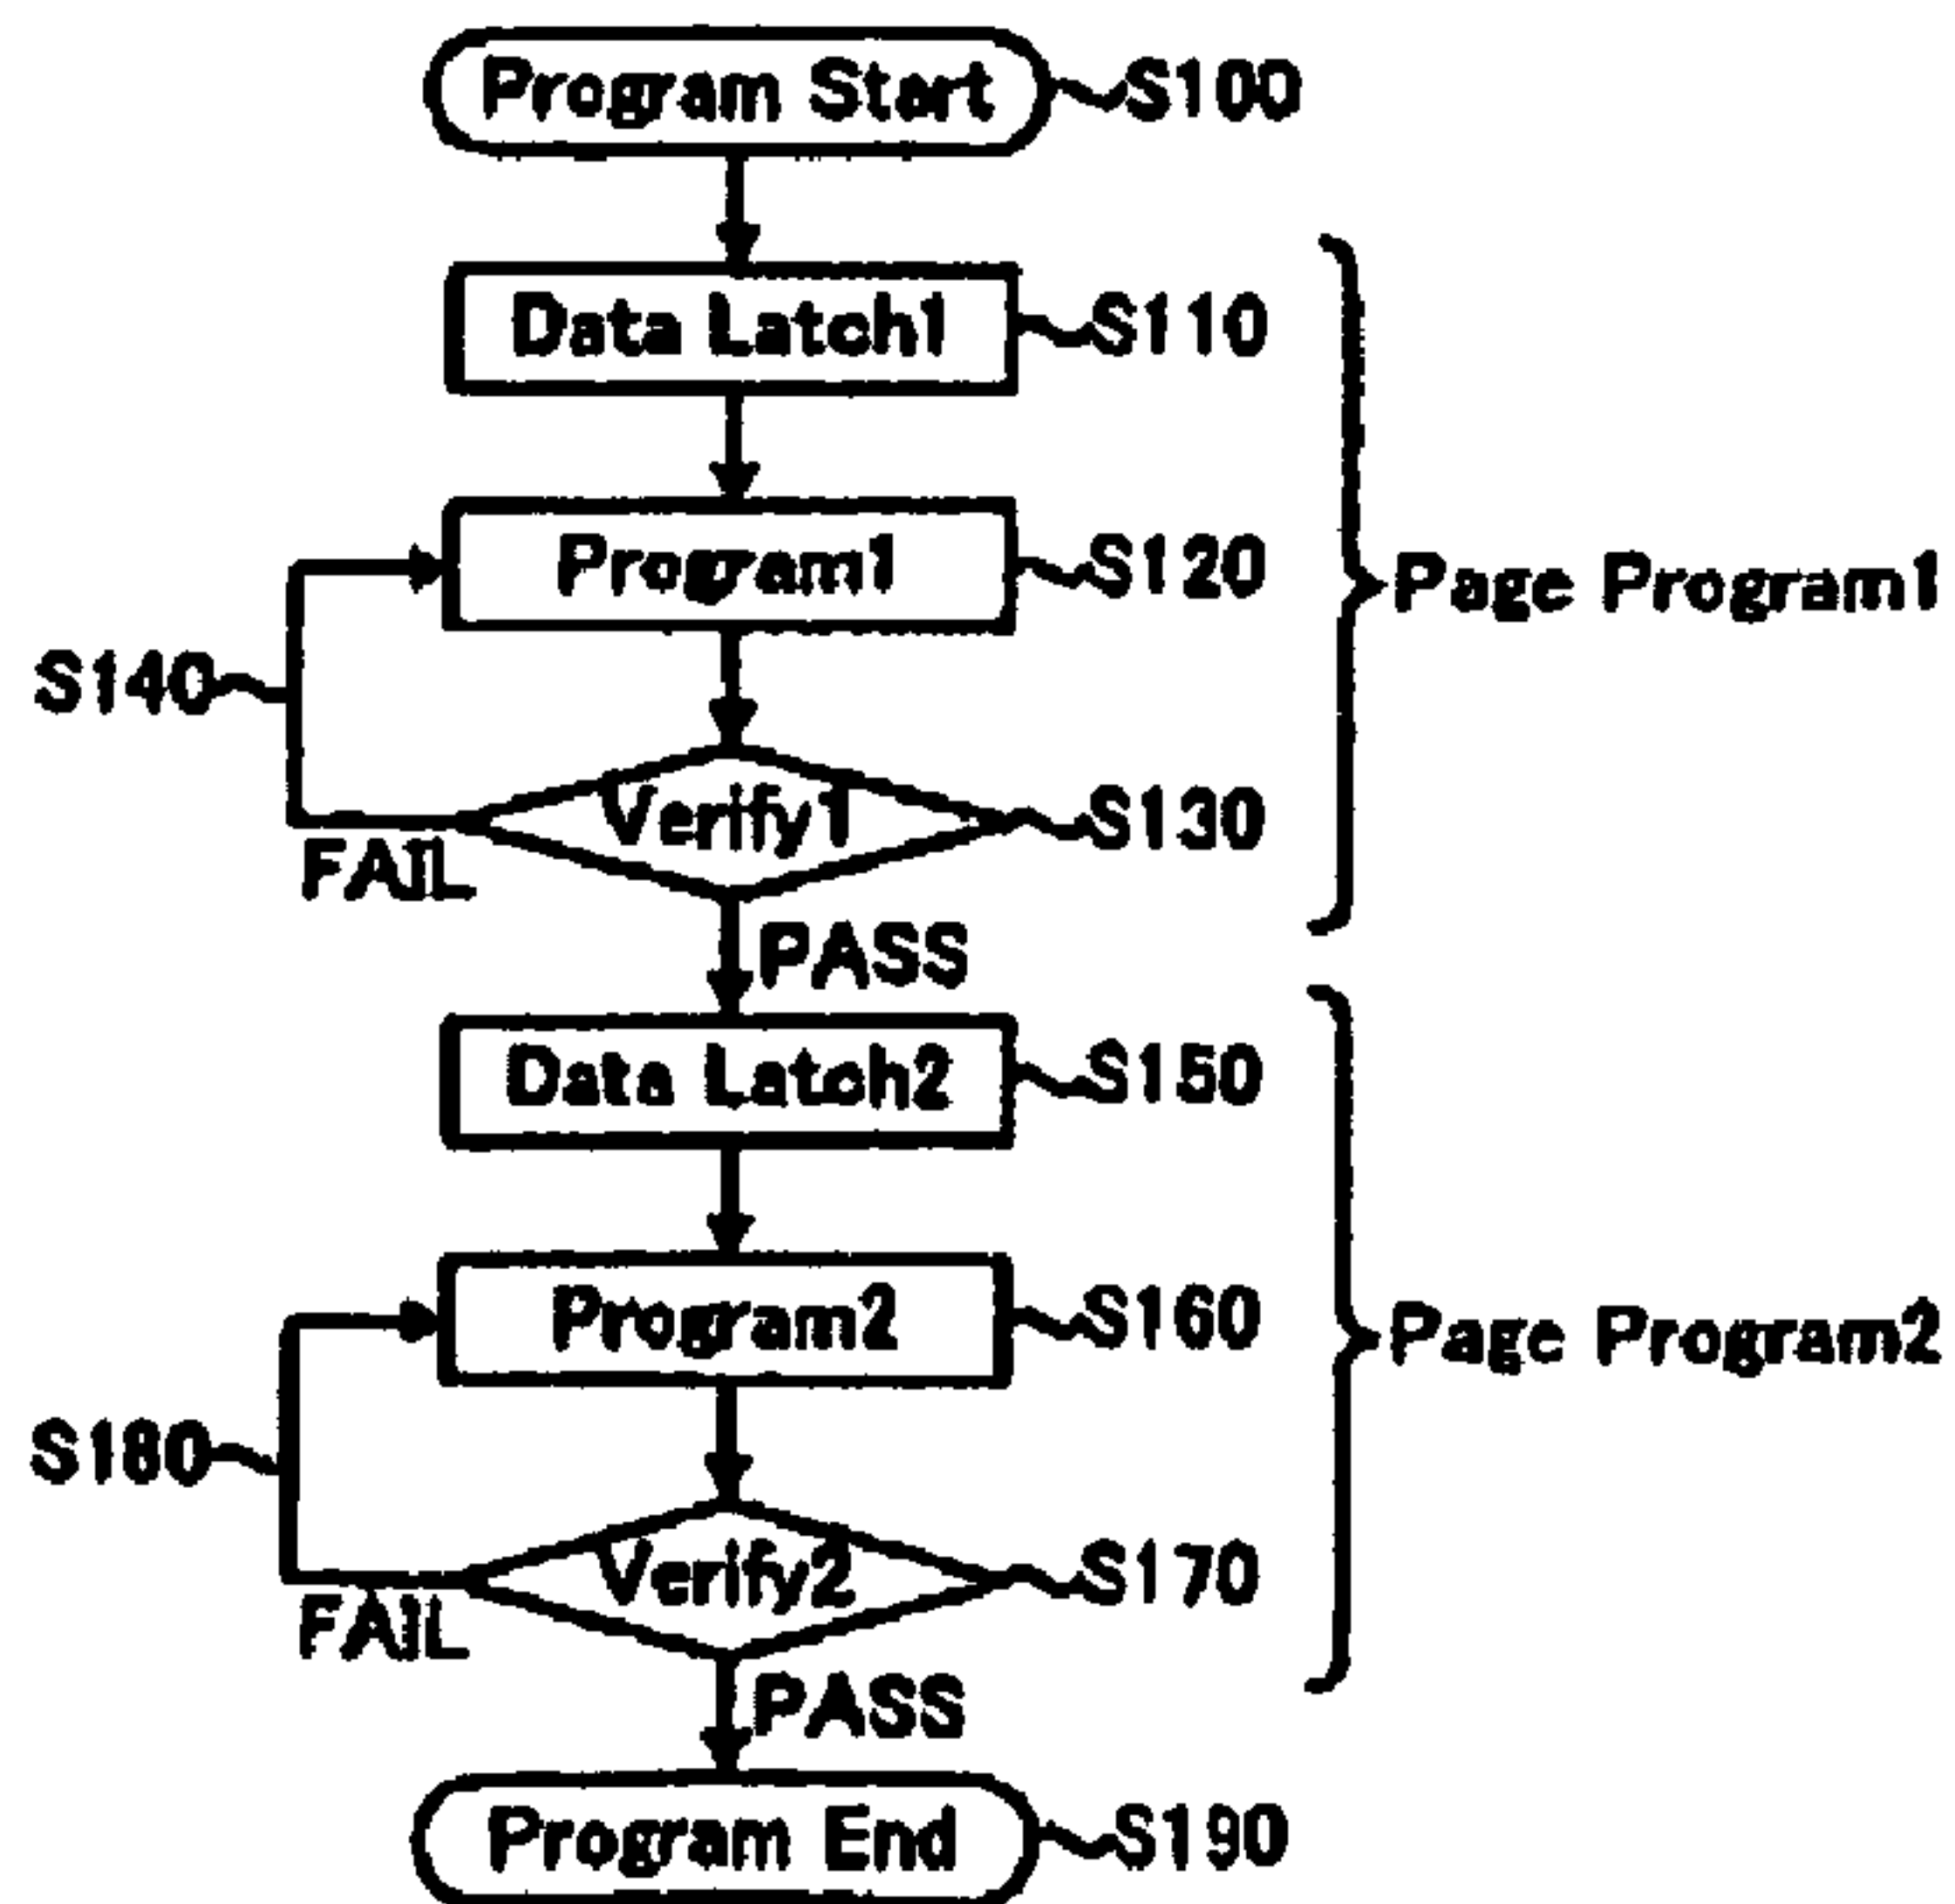 Program Start S100
Data Latch1 S110
Program1 S120
Page Program1
S140
Verify1 S130
FAIL
PASS
Data Latch2 S150
Program2 S160
Page Program2
S180
Verify2 S170
FAIL
PASS
Program End S190